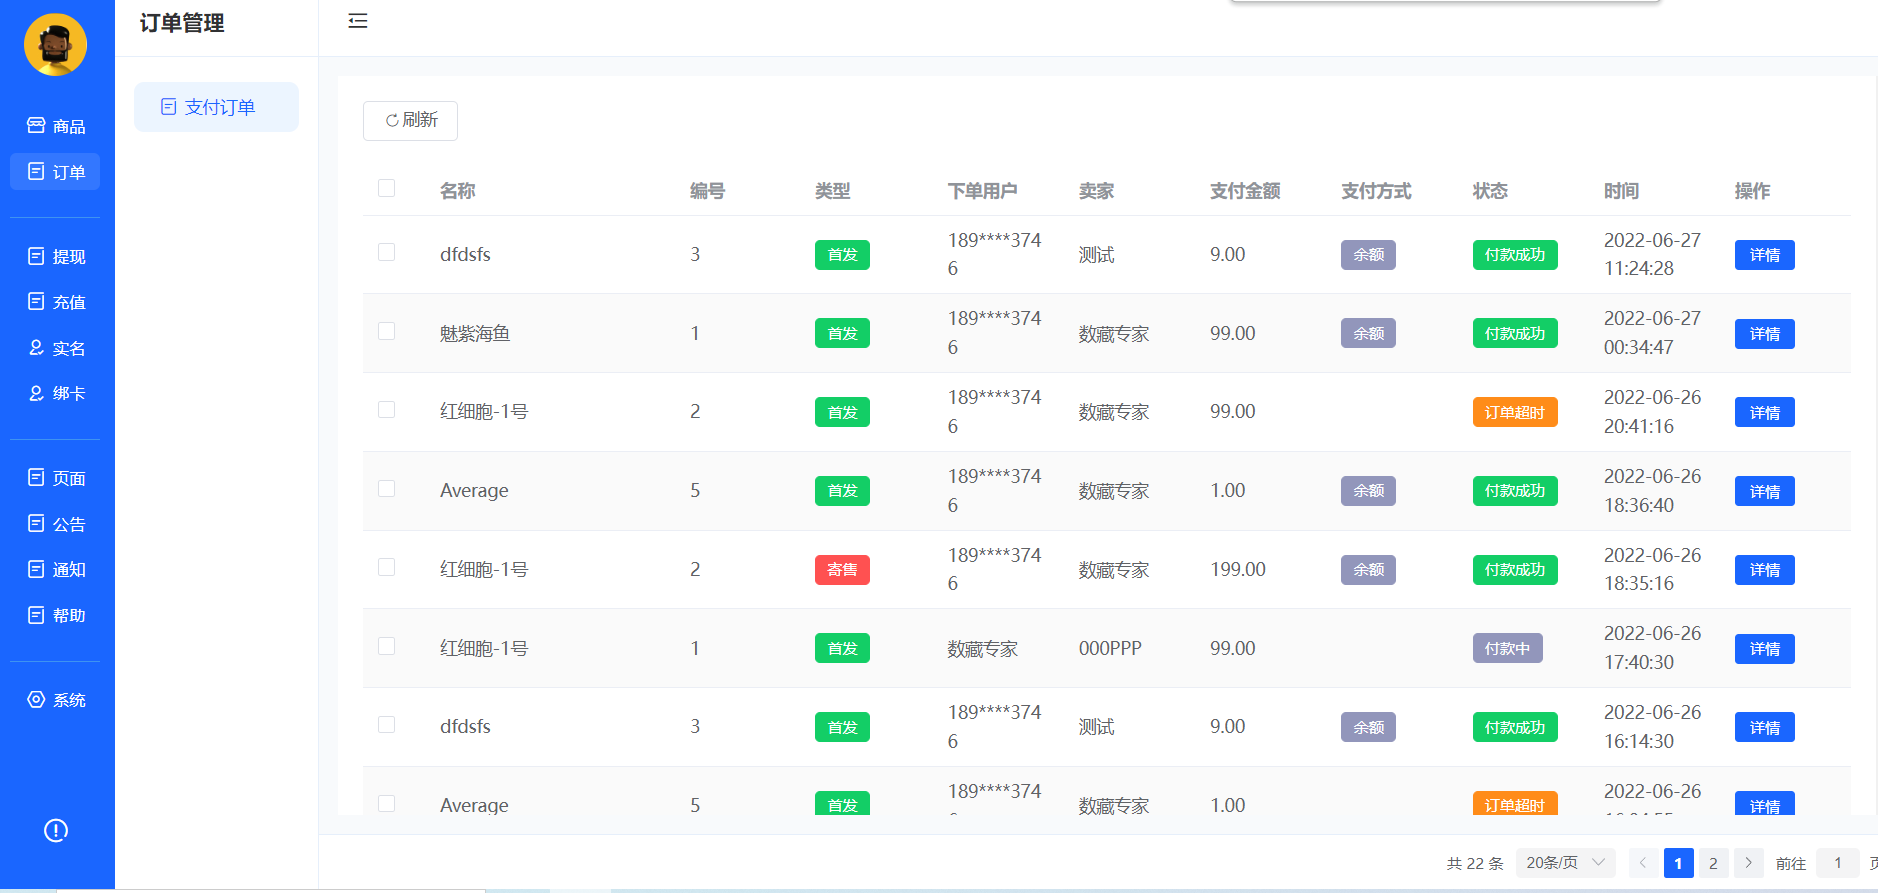 订单管理
商品
订单
提现
充值
实名
绑卡
页面
公告
通知
帮助
系统
支付订单
刷新
名称 编号 类型 下单用户 卖家 支付金额 支付方式 状态 时间 操作
dfdsfs 3 首发 189****374 测试 9.00 余额 付款成功 2022-06-27 详情
6 11:24:28
魅紫海鱼 1 首发 189****374 数藏专家 99.00 余额 付款成功 2022-06-27 详情
6 00:34:47
红细胞-1号 2 首发 189****374 数藏专家 99.00 订单超时 2022-06-26 详情
6 20:41:16
Average 5 首发 189****374 数藏专家 1.00 余额 付款成功 2022-06-26 详情
6 18:36:40
红细胞-1号 2 寄售 189****374 数藏专家 199.00 余额 付款成功 2022-06-26 详情
6 18:35:16
红细胞-1号 1 首发 数藏专家 000PPP 99.00 付款中 2022-06-26 详情
17:40:30
dfdsfs 3 首发 189****374 测试 9.00 余额 付款成功 2022-06-26 详情
6 16:14:30
Average 5 首发 189****374 数藏专家 1.00 订单超时 2022-06-26 详情
共 22 条 20条/页 1 2 前往 1